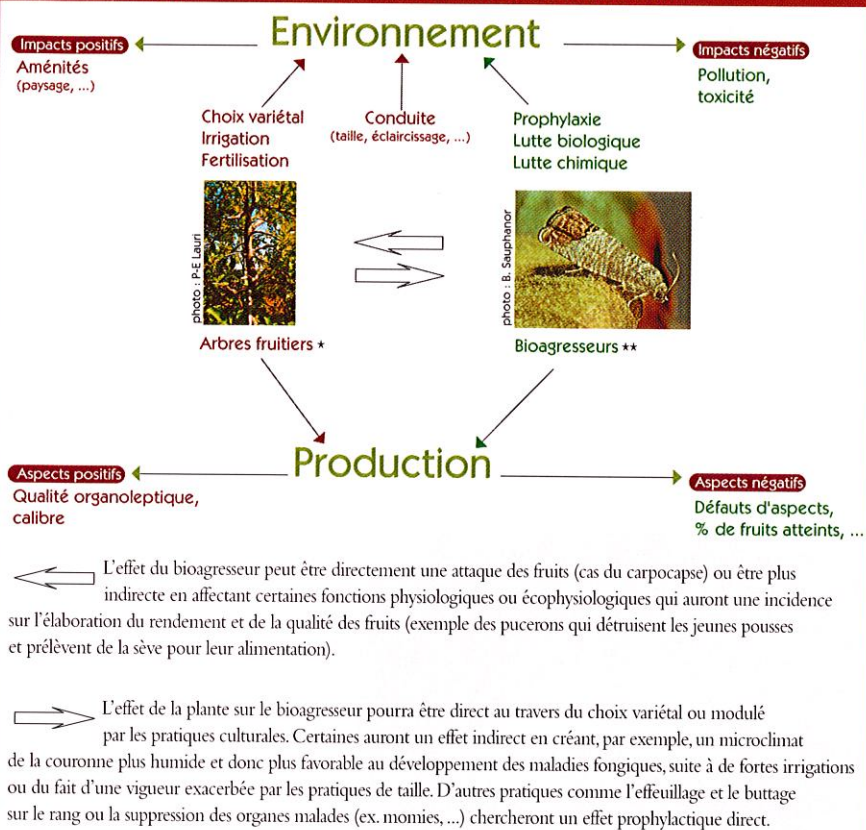 Environnement
Impacts positifs
Aménités
(paysage, ...)
Impacts négatifs
Pollution,
toxicité
Choix variétal
Irrigation
Fertilisation
Conduite
(taille, éclaircissage, ...)
Prophylaxie
Lutte biologique
Lutte chimique
photo : P-E Lauri
photo : B. Sauphanor
Arbres fruitiers *
Bioagresseurs **
Production
Aspects positifs
Qualité organoleptique,
calibre
Aspects négatifs
Défauts d'aspects,
% de fruits atteints, ...
L'effet du bioagresseur peut être directement une attaque des fruits (cas du carpocapse) ou être plus
indirecte en affectant certaines fonctions physiologiques ou écophysiologiques qui auront une incidence
sur l'élaboration du rendement et de la qualité des fruits (exemple des pucerons qui détruisent les jeunes pousses
et prélèvent de la sève pour leur alimentation).
L'effet de la plante sur le bioagresseur pourra être direct au travers du choix variétal ou modulé
par les pratiques culturales. Certaines auront un effet indirect en créant, par exemple, un microclimat
de la couronne plus humide et donc plus favorable au développement des maladies fongiques, suite à de fortes irrigations
ou du fait d'une vigueur exacerbée par les pratiques de taille. D'autres pratiques comme l'effeuillage et le buttage
sur le rang ou la suppression des organes malades (ex. momies, ...) chercheront un effet prophylactique direct.